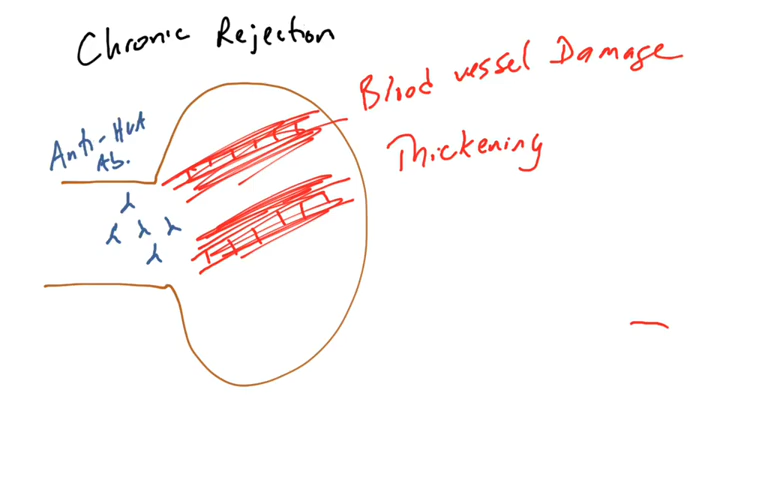 Chronic Rejection
Blood vessel Damage
Thickening
Anti-HLA
Ab.